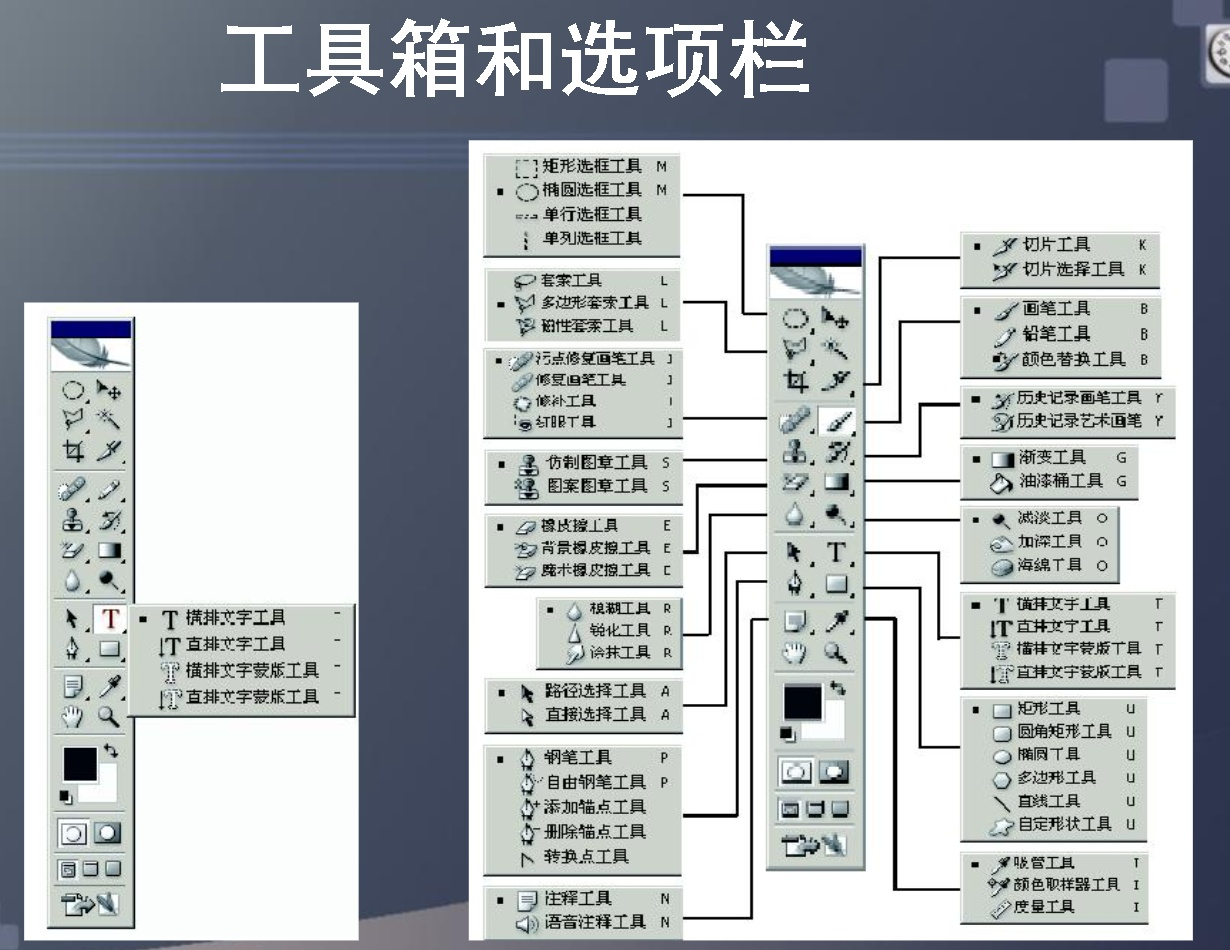 工具箱和选项栏
矩形选框工具 M
椭圆选框工具 M
单行选框工具
单列选框工具
套索工具 L
多边形套索工具 L
磁性套索工具 L
污点修复画笔工具 J
修复画笔工具 J
修补工具 J
红眼工具 J
仿制图章工具 S
图案图章工具 S
橡皮擦工具 E
背景橡皮擦工具 E
魔术橡皮擦工具 E
模糊工具 R
锐化工具 R
涂抹工具 R
路径选择工具 A
直接选择工具 A
钢笔工具 P
自由钢笔工具 P
添加锚点工具
删除锚点工具
转换点工具
注释工具 N
语音注释工具 N
切片工具 K
切片选择工具 K
画笔工具 B
铅笔工具 B
颜色替换工具 B
历史记录画笔工具 Y
历史记录艺术画笔 Y
渐变工具 G
油漆桶工具 G
减淡工具 O
加深工具 O
海绵工具 O
横排文字工具 T
直排文字工具 T
横排文字蒙版工具 T
直排文字蒙版工具 T
矩形工具 U
圆角矩形工具 U
椭圆工具 U
多边形工具 U
直线工具 U
自定形状工具 U
吸管工具 I
颜色取样器工具 I
度量工具 I
横排文字工具
直排文字工具
横排文字蒙版工具
直排文字蒙版工具